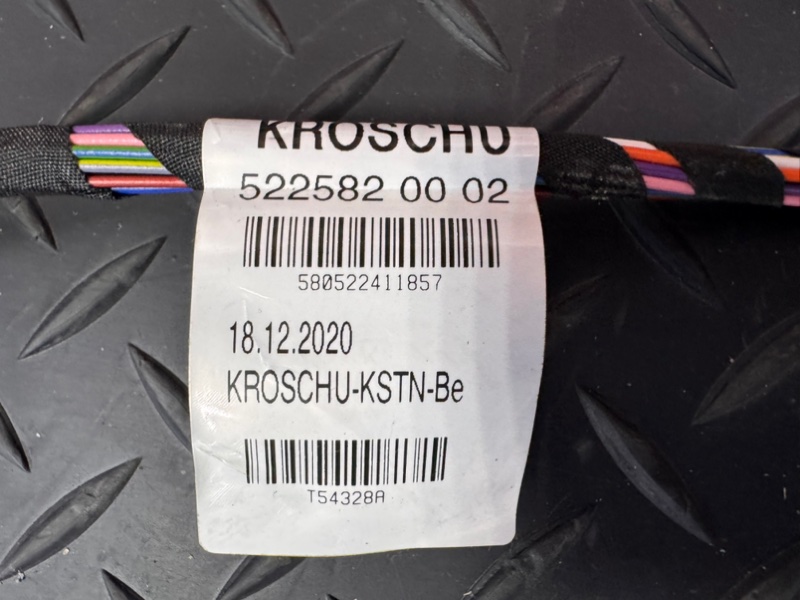 KROSCHU
522582 00 02
580522411857
18.12.2020
KROSCHU-KSTN-Be
T54328A